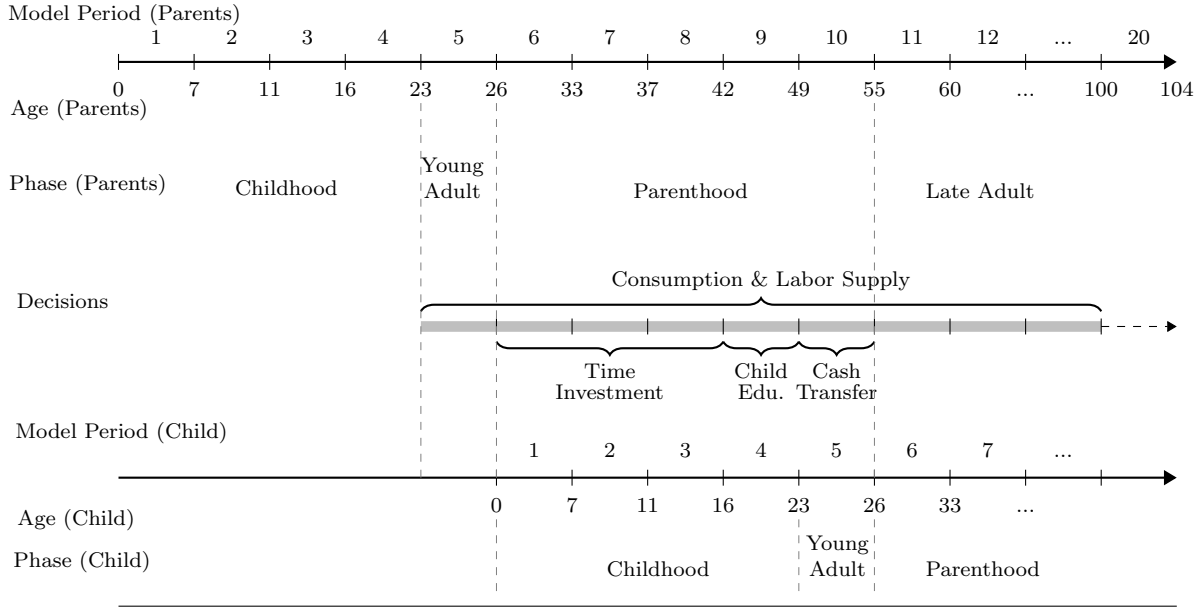 Model Period (Parents)
1 2 3 4 5 6 7 8 9 10 11 12 ... 20
0 7 11 16 23 26 33 37 42 49 55 60 ... 100 104
Age (Parents)
Phase (Parents)
Childhood
Young
Adult
Parenthood
Late Adult
Consumption & Labor Supply
Decisions
Time
Investment
Child
Edu.
Cash
Transfer
Model Period (Child)
1 2 3 4 5 6 7 ...
0 7 11 16 23 26 33 ...
Age (Child)
Phase (Child)
Childhood
Young
Adult
Parenthood